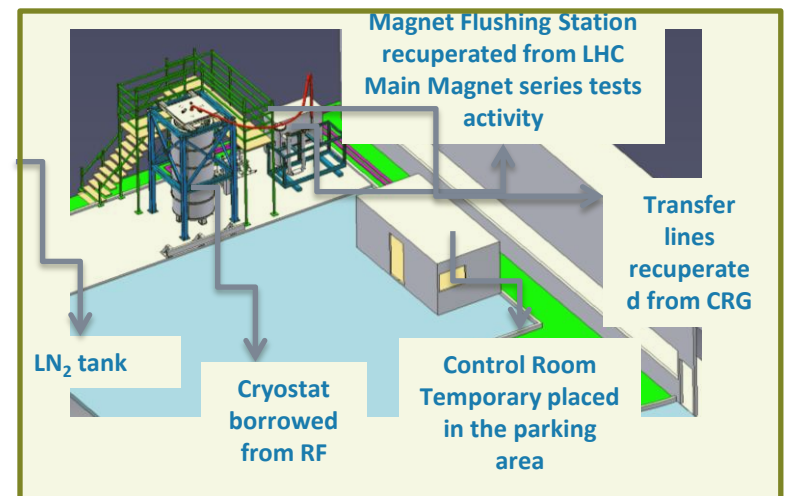 Magnet Flushing Station
recuperated from LHC
Main Magnet series tests
activity
Transfer
lines
recuperate
d from CRG
LN₂ tank
Cryostat
borrowed
from RF
Control Room
Temporary placed
in the parking
area